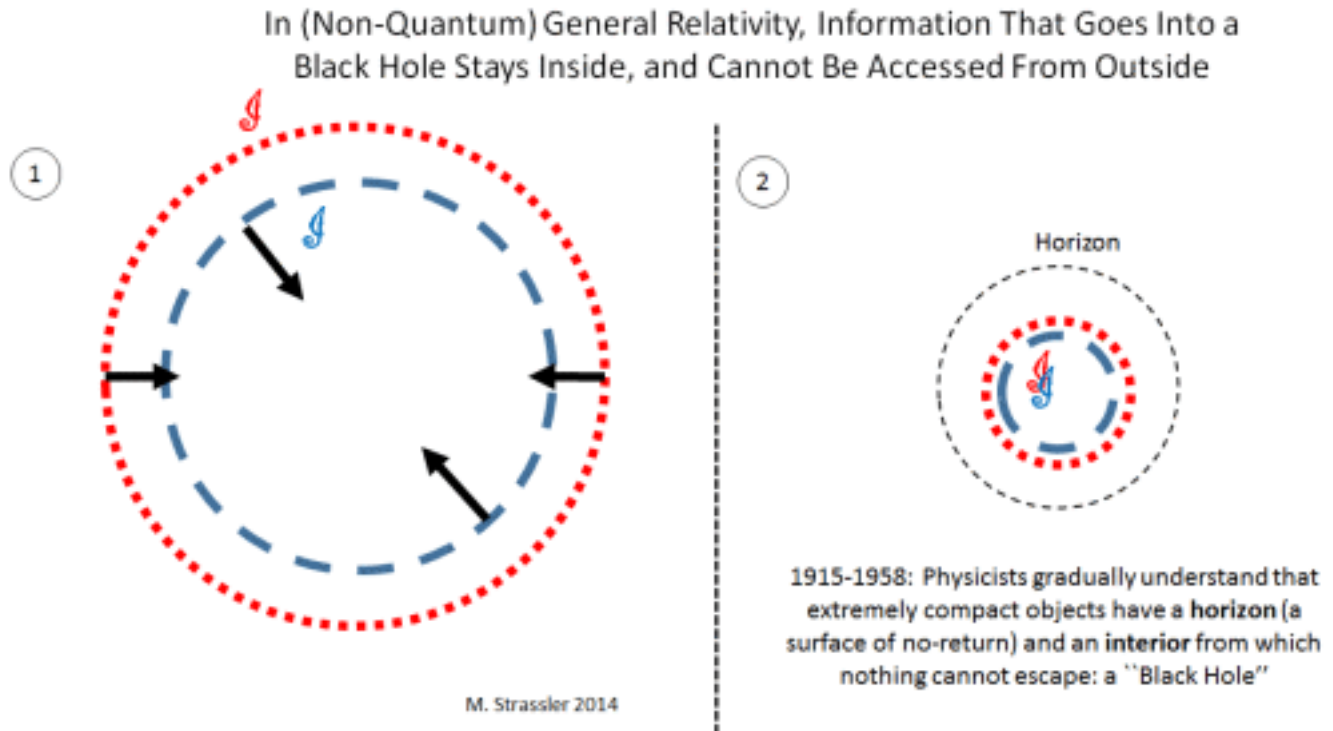 In (Non-Quantum) General Relativity, Information That Goes Into a
Black Hole Stays Inside, and Cannot Be Accessed From Outside
ℐ
1
ℐ
2
Horizon
ℐ
ℐ
1915-1958: Physicists gradually understand that
extremely compact objects have a horizon (a
surface of no-return) and an interior from which
nothing cannot escape: a ``Black Hole’’
M. Strassler 2014